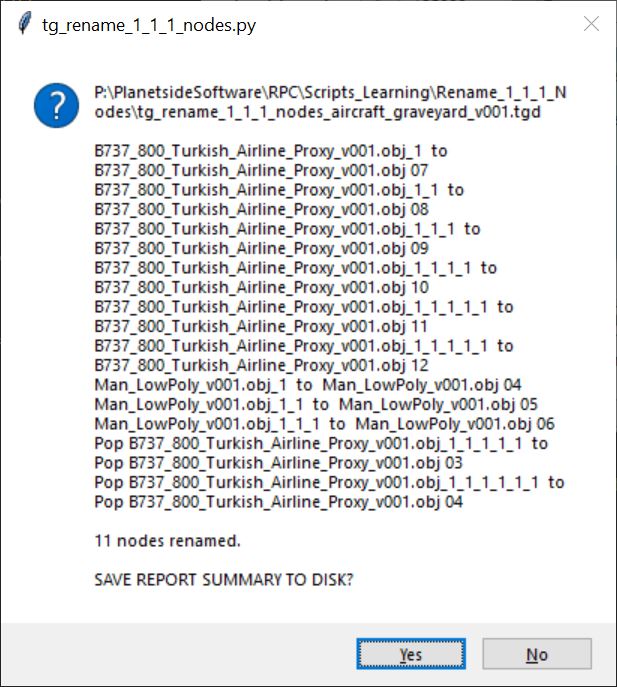 tg_rename_1_1_1_nodes.py
P:\PlanetsideSoftware\RPC\Scripts_Learning\Rename_1_1_1_N
odes\tg_rename_1_1_1_nodes_aircraft_graveyard_v001.tgd
B737_800_Turkish_Airline_Proxy_v001.obj_1  to
B737_800_Turkish_Airline_Proxy_v001.obj 07
B737_800_Turkish_Airline_Proxy_v001.obj_1_1  to
B737_800_Turkish_Airline_Proxy_v001.obj 08
B737_800_Turkish_Airline_Proxy_v001.obj_1_1_1  to
B737_800_Turkish_Airline_Proxy_v001.obj 09
B737_800_Turkish_Airline_Proxy_v001.obj_1_1_1_1  to
B737_800_Turkish_Airline_Proxy_v001.obj 10
B737_800_Turkish_Airline_Proxy_v001.obj_1_1_1_1_1  to
B737_800_Turkish_Airline_Proxy_v001.obj 11
B737_800_Turkish_Airline_Proxy_v001.obj_1_1_1_1_1  to
B737_800_Turkish_Airline_Proxy_v001.obj 12
Man_LowPoly_v001.obj_1  to  Man_LowPoly_v001.obj 04
Man_LowPoly_v001.obj_1_1  to  Man_LowPoly_v001.obj 05
Man_LowPoly_v001.obj_1_1_1  to  Man_LowPoly_v001.obj 06
Pop B737_800_Turkish_Airline_Proxy_v001.obj_1_1_1_1_1  to
Pop B737_800_Turkish_Airline_Proxy_v001.obj 03
Pop B737_800_Turkish_Airline_Proxy_v001.obj_1_1_1_1_1_1  to
Pop B737_800_Turkish_Airline_Proxy_v001.obj 04
11 nodes renamed.
SAVE REPORT SUMMARY TO DISK?
Yes
No